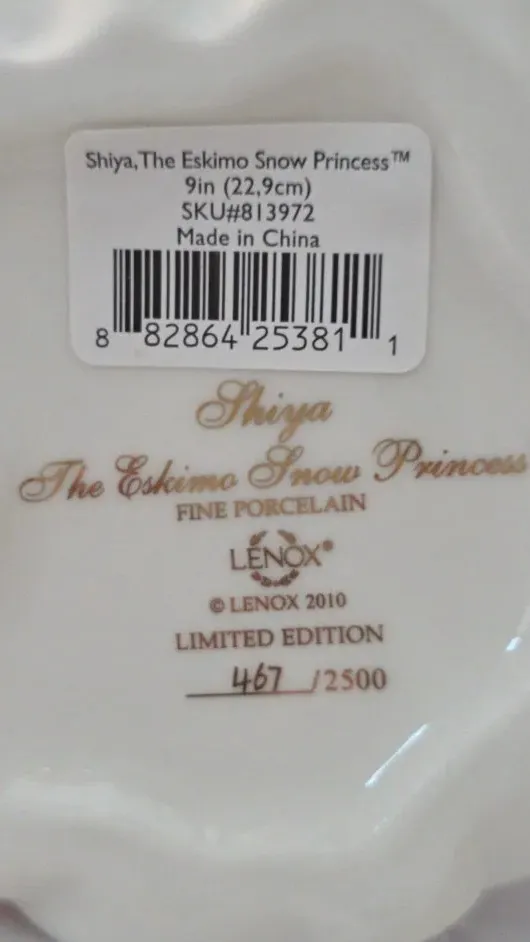 Shiya,The Eskimo Snow Princess™
9in (22,9cm)
SKU#813972
Made in China
8 82864 25381 1
Shiya
The Eskimo Snow Princess
FINE PORCELAIN
LENOX®
© LENOX 2010
LIMITED EDITION
467 /2500